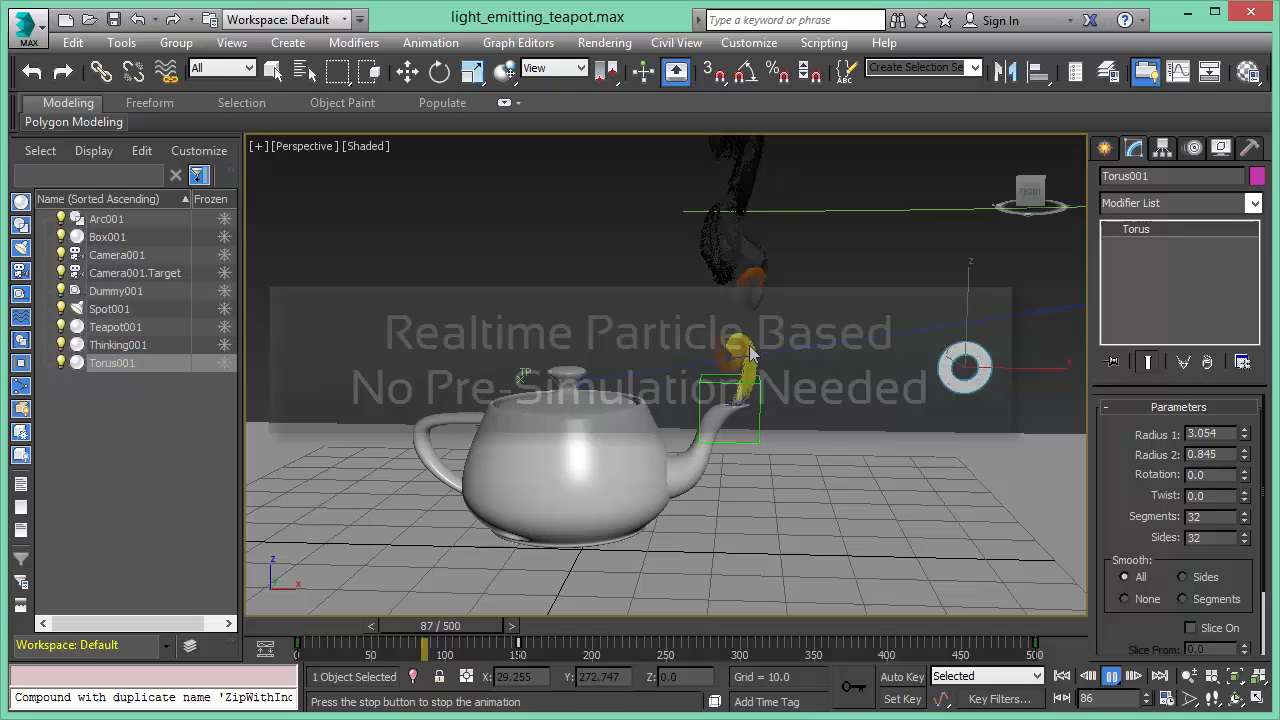 Workspace: Default
light_emitting_teapot.max
Type a keyword or phrase
Sign In
MAX
Edit Tools Group Views Create Modifiers Animation Graph Editors Rendering Civil View Customize Scripting Help
All
View
Create Selection Se
Modeling Freeform Selection Object Paint Populate
Polygon Modeling
Select Display Edit Customize
Name (Sorted Ascending) Frozen
Arc001
Box001
Camera001
Camera001.Target
Dummy001
Spot001
Teapot001
Thinking001
Torus001
[+] [Perspective] [Shaded]
FRONT
Realtime Particle Based
No Pre-Simulation Needed
TP
z
x
z
x
Torus001
Modifier List
Torus
- Parameters
Radius 1: 3.054
Radius 2: 0.845
Rotation: 0.0
Twist: 0.0
Segments: 32
Sides: 32
Smooth:
All Sides
None Segments
Slice On
Slice From: 0.0
< 87 / 500 >
Workspace: Default
0 50 100 150 200 250 300 350 400 450 500
1 Object Selected X: 29.255 Y: 272.747 Z: 0.0 Grid = 10.0 Auto Key Selected
Compound with duplicate name 'ZipWithInd
Press the stop button to stop the animation Add Time Tag Set Key Key Filters... 86